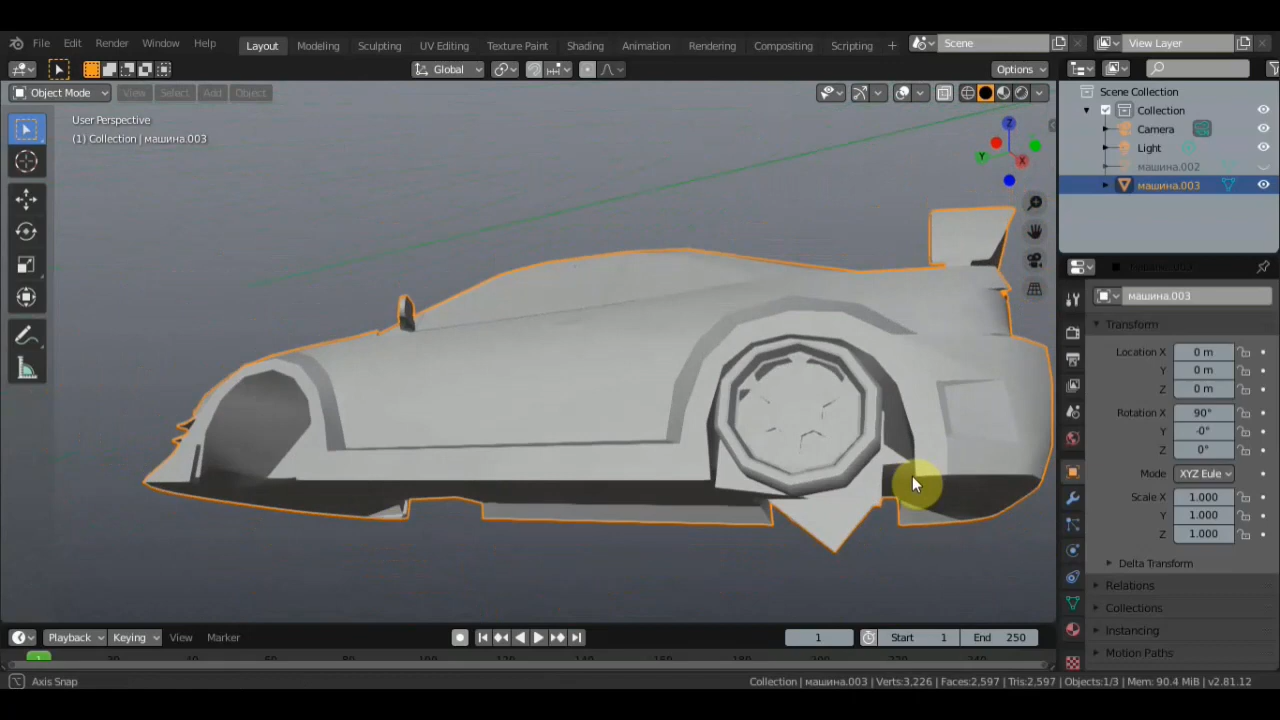 File Edit Render Window Help Layout Modeling Sculpting UV Editing Texture Paint Shading Animation Rendering Compositing Scripting + Scene View Layer
Global Options
Object Mode View Select Add Object
User Perspective
(1) Collection | машина.003
Z
Y
X
Scene Collection
Collection
Camera
Light
машина.002
машина.003
машина.003
Transform
Location X 0 m
Y 0 m
Z 0 m
Rotation X 90°
Y -0°
Z 0°
Mode XYZ Eule
Scale X 1.000
Y 1.000
Z 1.000
Delta Transform
Relations
Collections
Instancing
Motion Paths
Playback Keying View Marker 1 Start 1 End 250
1
Axis Snap
Collection | машина.003 | Verts:3,226 | Faces:2,597 | Tris:2,597 | Objects:1/3 | Mem: 90.4 MiB | v2.81.12